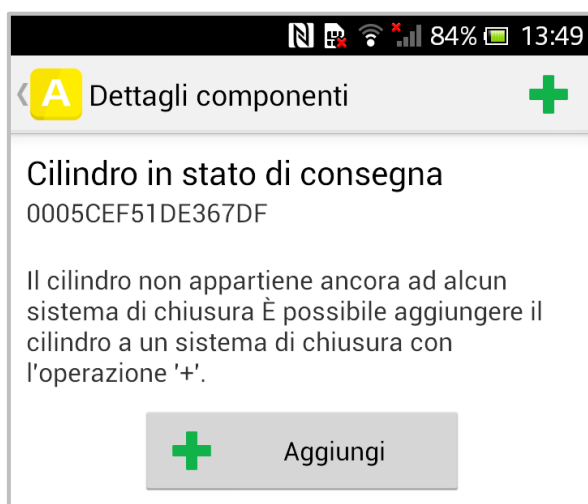 84% 13:49
A Dettagli componenti
Cilindro in stato di consegna
0005CEF51DE367DF
Il cilindro non appartiene ancora ad alcun
sistema di chiusura È possibile aggiungere il
cilindro a un sistema di chiusura con
l'operazione '+'.
Aggiungi